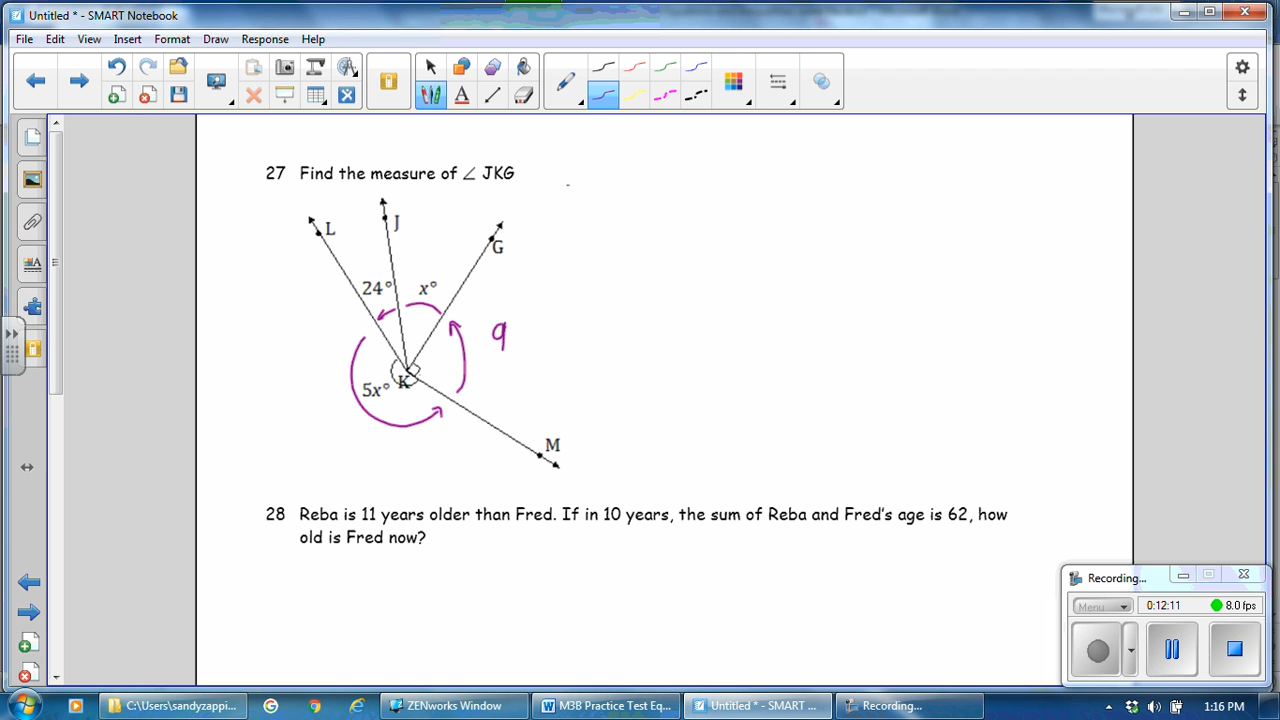 Untitled * - SMART Notebook
File Edit View Insert Format Draw Response Help
27 Find the measure of ∠ JKG
L
J
G
24° x°
9
K
5x°
M
28 Reba is 11 years older than Fred. If in 10 years, the sum of Reba and Fred's age is 62, how
old is Fred now?
Recording...
Menu 0:12:11 8.0 fps
C:\Users\sandyzappi... ZENworks Window M3B Practice Test Eq... Untitled * - SMART ... Recording... 1:16 PM